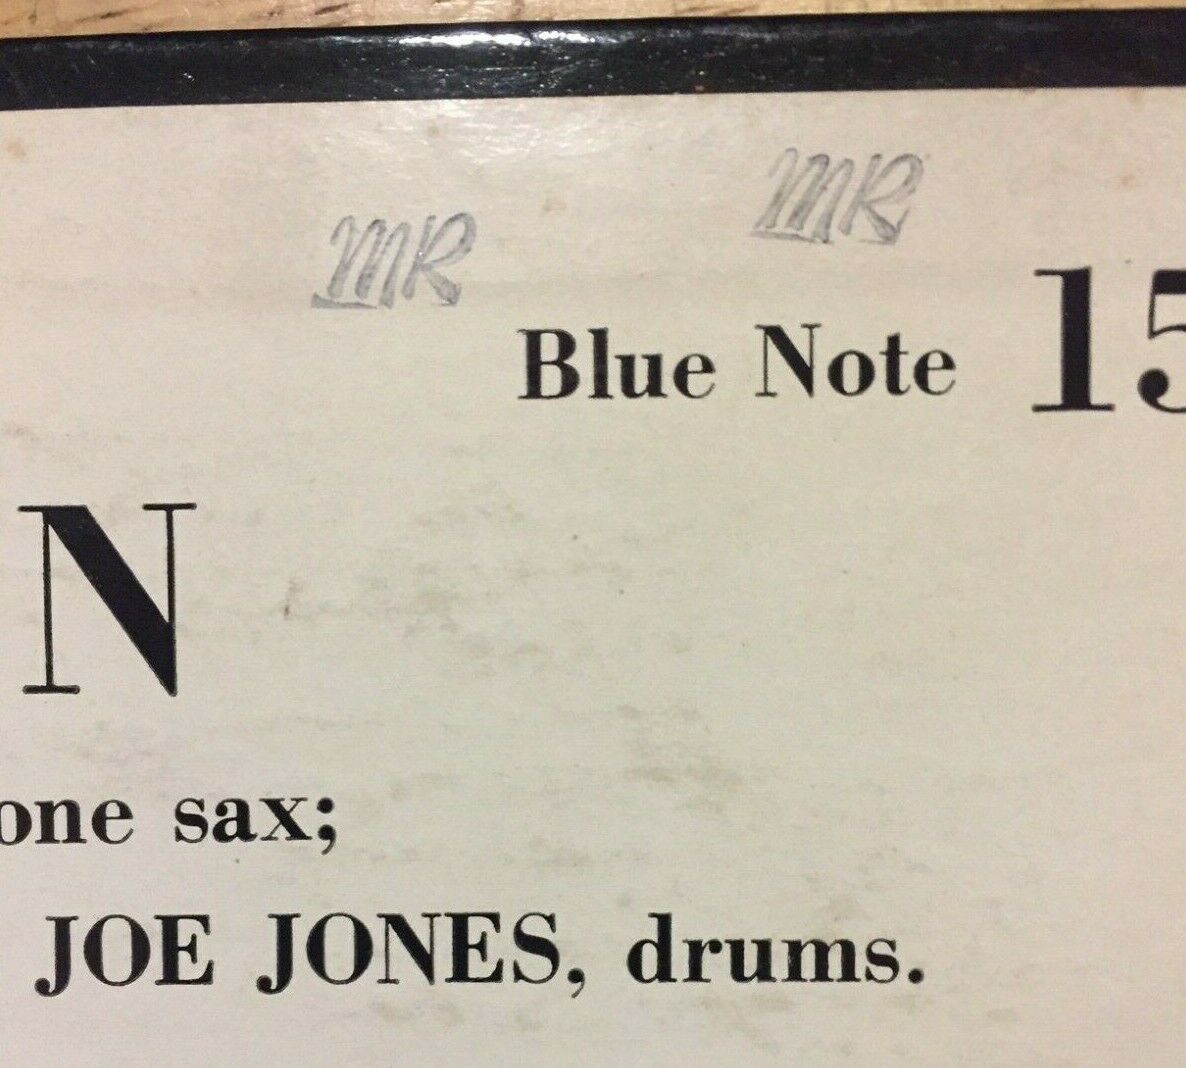 MR MR
Blue Note 15
N
one sax;
JOE JONES, drums.